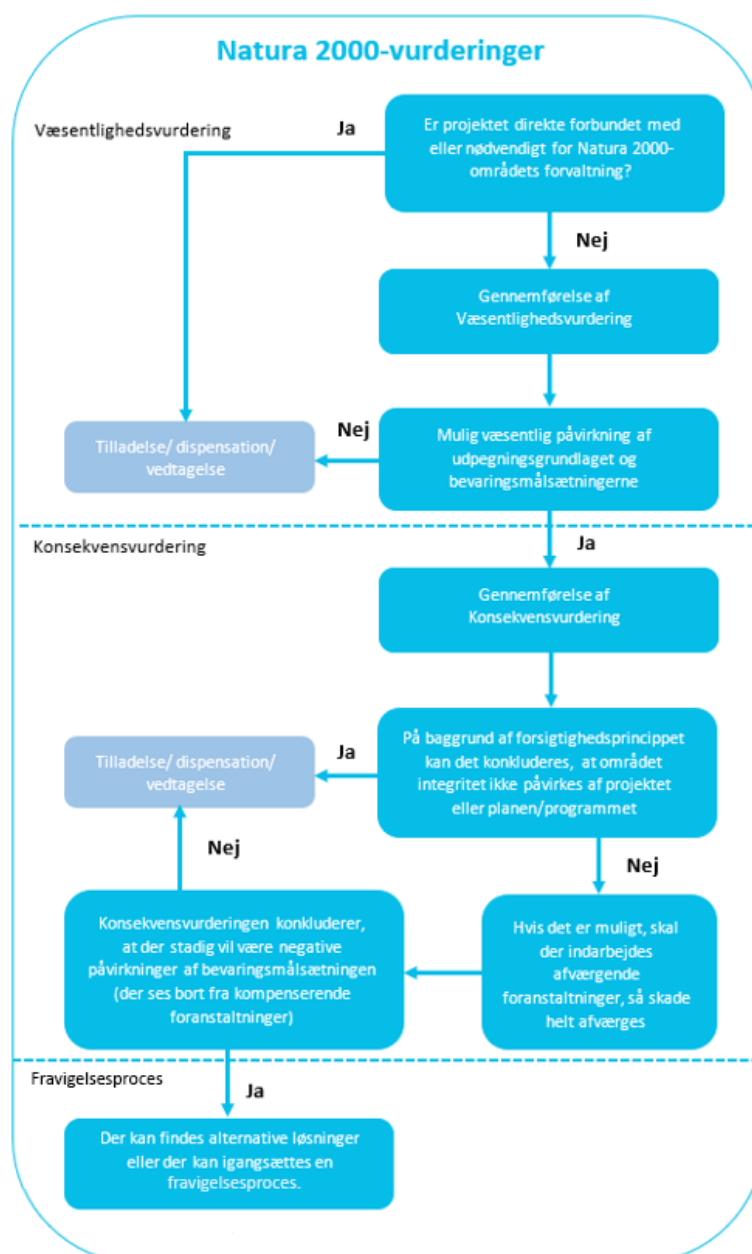 Natura 2000-vurderinger
Væsentlighedsvurdering
Ja
Er projektet direkte forbundet med
eller nødvendigt for Natura 2000-
områdets forvaltning?
Nej
Gennemførelse af
Væsentlighedsvurdering
Tilladelse/ dispensation/
vedtagelse
Nej
Mulig væsentlig påvirkning af
udpegningsgrundlaget og
bevaringsmålsætningerne
Ja
Konsekvensvurdering
Gennemførelse af
Konsekvensvurdering
Tilladelse/ dispensation/
vedtagelse
Ja
På baggrund af forsigtighedsprincippet
kan det konkluderes, at området
integritet ikke påvirkes af projektet
eller planen/programmet
Nej
Nej
Konsekvensvurderingen konkluderer,
at der stadig vil være negative
påvirkninger af bevaringsmålsætningen
(der ses bort fra kompenserende
foranstaltninger)
Hvis det er muligt, skal
der indarbejdes
afværgende
foranstaltninger, så skade
helt afværges
Fravigelsesproces
Ja
Der kan findes alternative løsninger
eller der kan igangsættes en
fravigelsesproces.